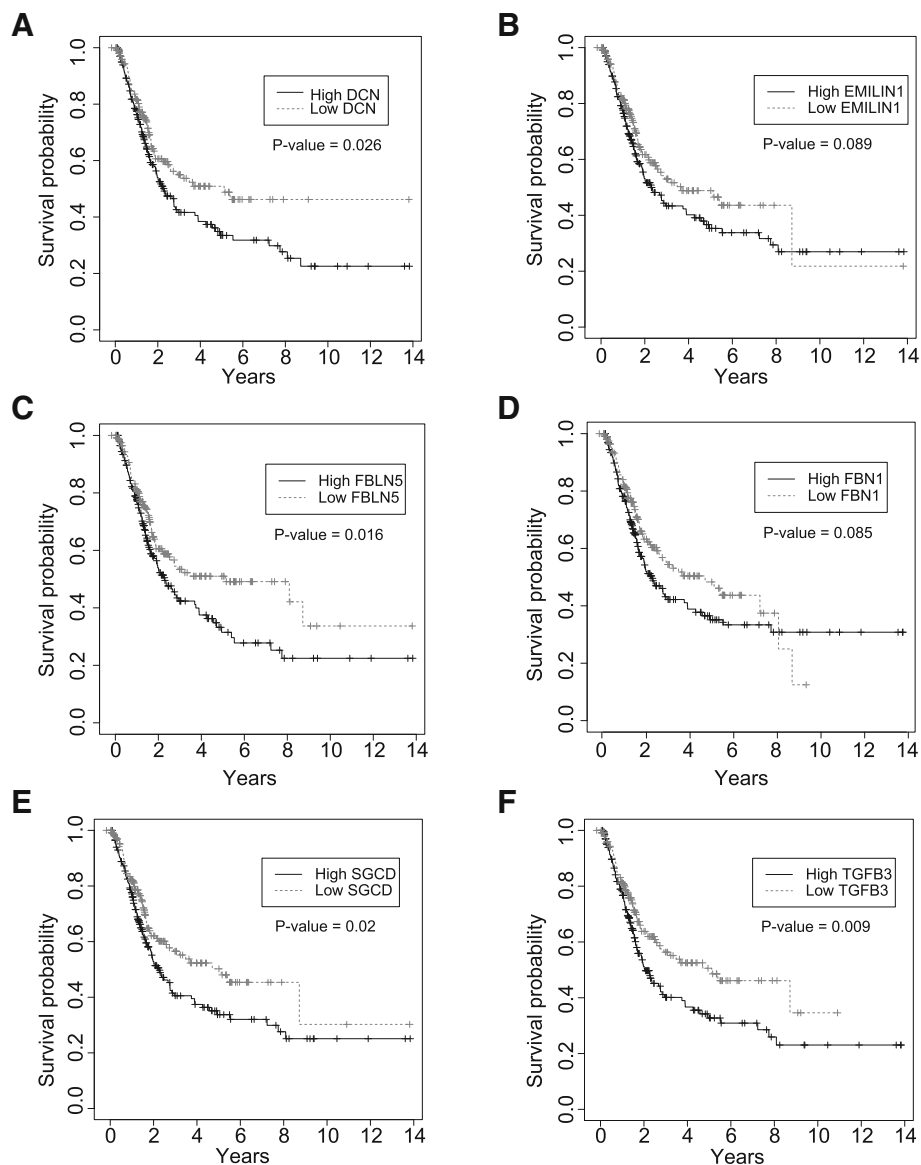 A
Survival probability
1.0
0.8
0.6
0.4
0.2
0.0
High DCN
Low DCN
P-value = 0.026
0 2 4 6 8 10 12 14
Years
B
Survival probability
1.0
0.8
0.6
0.4
0.2
0.0
High EMILIN1
Low EMILIN1
P-value = 0.089
0 2 4 6 8 10 12 14
Years
C
Survival probability
1.0
0.8
0.6
0.4
0.2
0.0
High FBLN5
Low FBLN5
P-value = 0.016
0 2 4 6 8 10 12 14
Years
D
Survival probability
1.0
0.8
0.6
0.4
0.2
0.0
High FBN1
Low FBN1
P-value = 0.085
0 2 4 6 8 10 12 14
Years
E
Survival probability
1.0
0.8
0.6
0.4
0.2
0.0
High SGCD
Low SGCD
P-value = 0.02
0 2 4 6 8 10 12 14
Years
F
Survival probability
1.0
0.8
0.6
0.4
0.2
0.0
High TGFB3
Low TGFB3
P-value = 0.009
0 2 4 6 8 10 12 14
Years